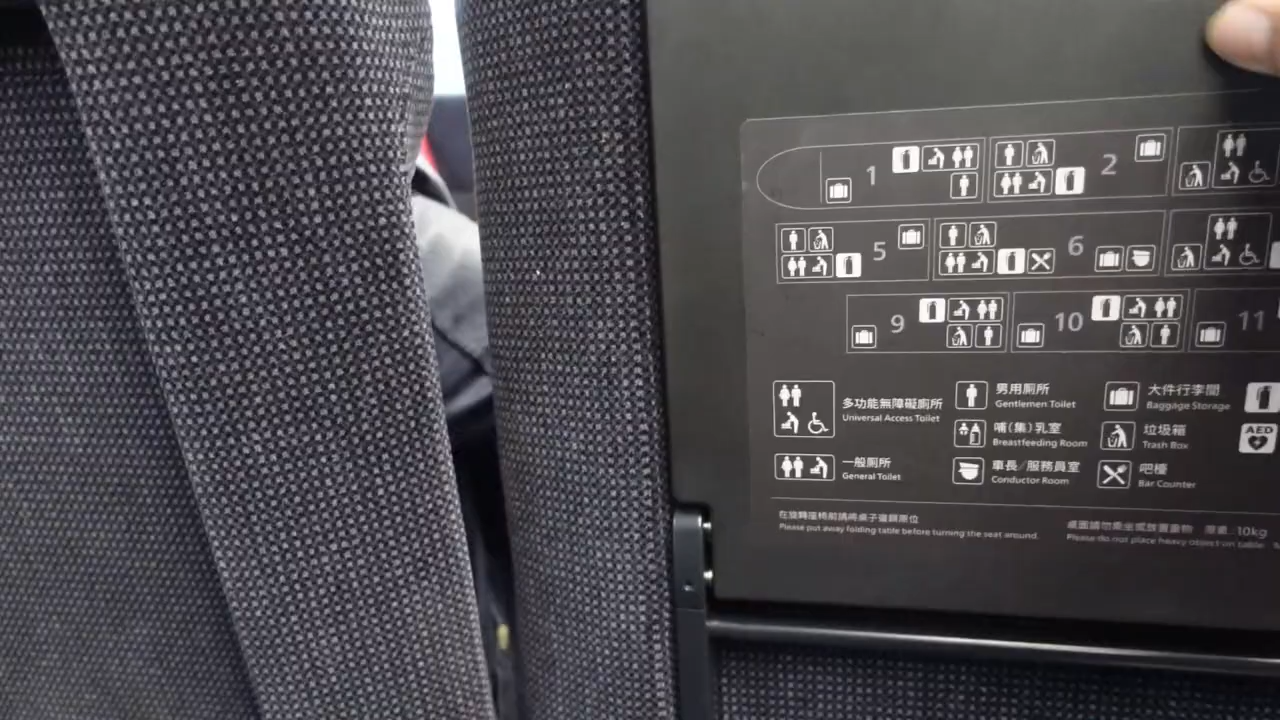 1
2
5
6
9
10
11
多功能無障礙廁所
Universal Access Toilet
男用廁所
Gentlemen Toilet
大件行李間
Baggage Storage
哺(集)乳室
Breastfeeding Room
垃圾箱
Trash Box
AED
一般廁所
General Toilet
車長/服務員室
Conductor Room
吧檯
Bar Counter
在旋轉座椅前請將桌子還原原位
Please put away folding table before turning the seat around.
桌面請勿乘坐或放置重物 10kg
Please do not place heavy object on table